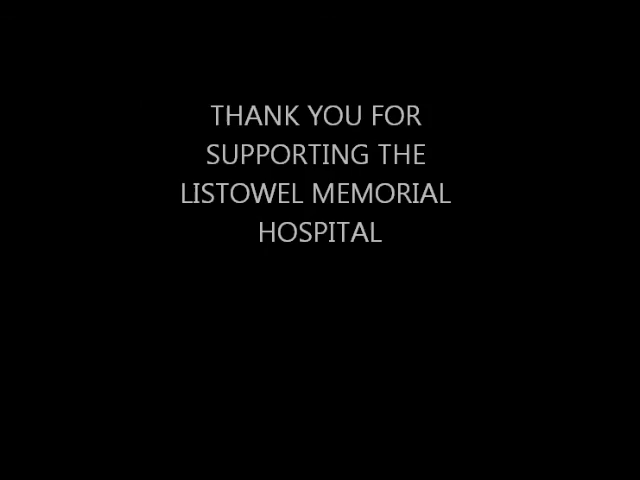 THANK YOU FOR
SUPPORTING THE
LISTOWEL MEMORIAL
HOSPITAL